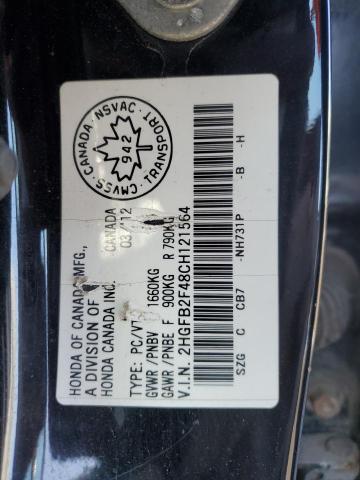 HONDA OF CANADA MFG.,
A DIVISION OF
HONDA CANADA INC. CANADA
03/12
TYPE: PC/VT
GVWR/PNBV 1660KG
GAWR/PNBE F 900KG R 790KG
V.I.N. 2HGFB2F48CH121564
SZG C CB7 -NH731P -B -H
CMVSS·CANADA·NSVAC·TRANSPORT
942